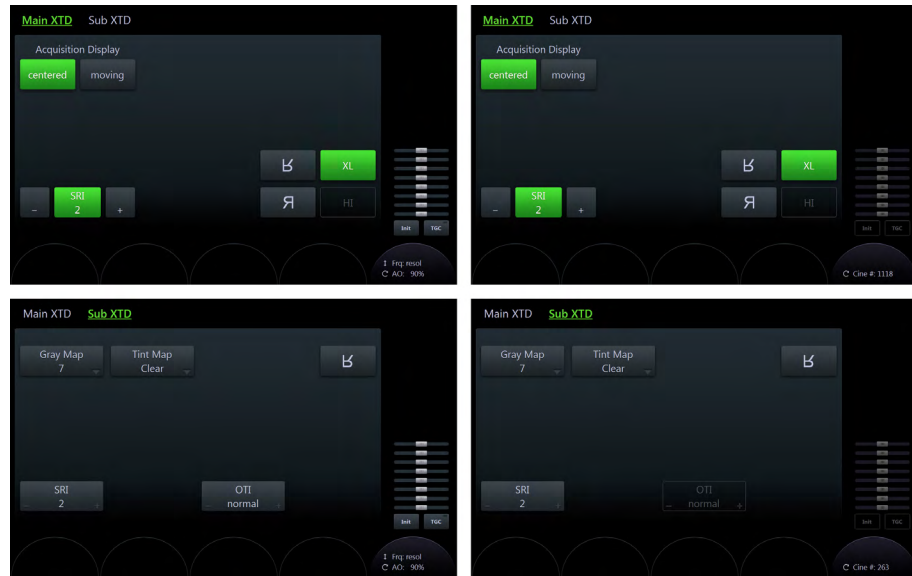 Main XTD Sub XTD
Acquisition Display
centered moving
R XL
SRI
- 2 +
Я HI
Init TGC
Frq: resol
AO: 90%
Main XTD Sub XTD
Acquisition Display
centered moving
R XL
SRI
- 2 +
Я HI
Init TGC
Cine #: 1118
Main XTD Sub XTD
Gray Map Tint Map
7 Clear
R
SRI OTI
- 2 + - normal +
Init TGC
Frq: resol
AO: 90%
Main XTD Sub XTD
Gray Map Tint Map
7 Clear
R
SRI OTI
- 2 + - normal +
Init TGC
Cine #: 263